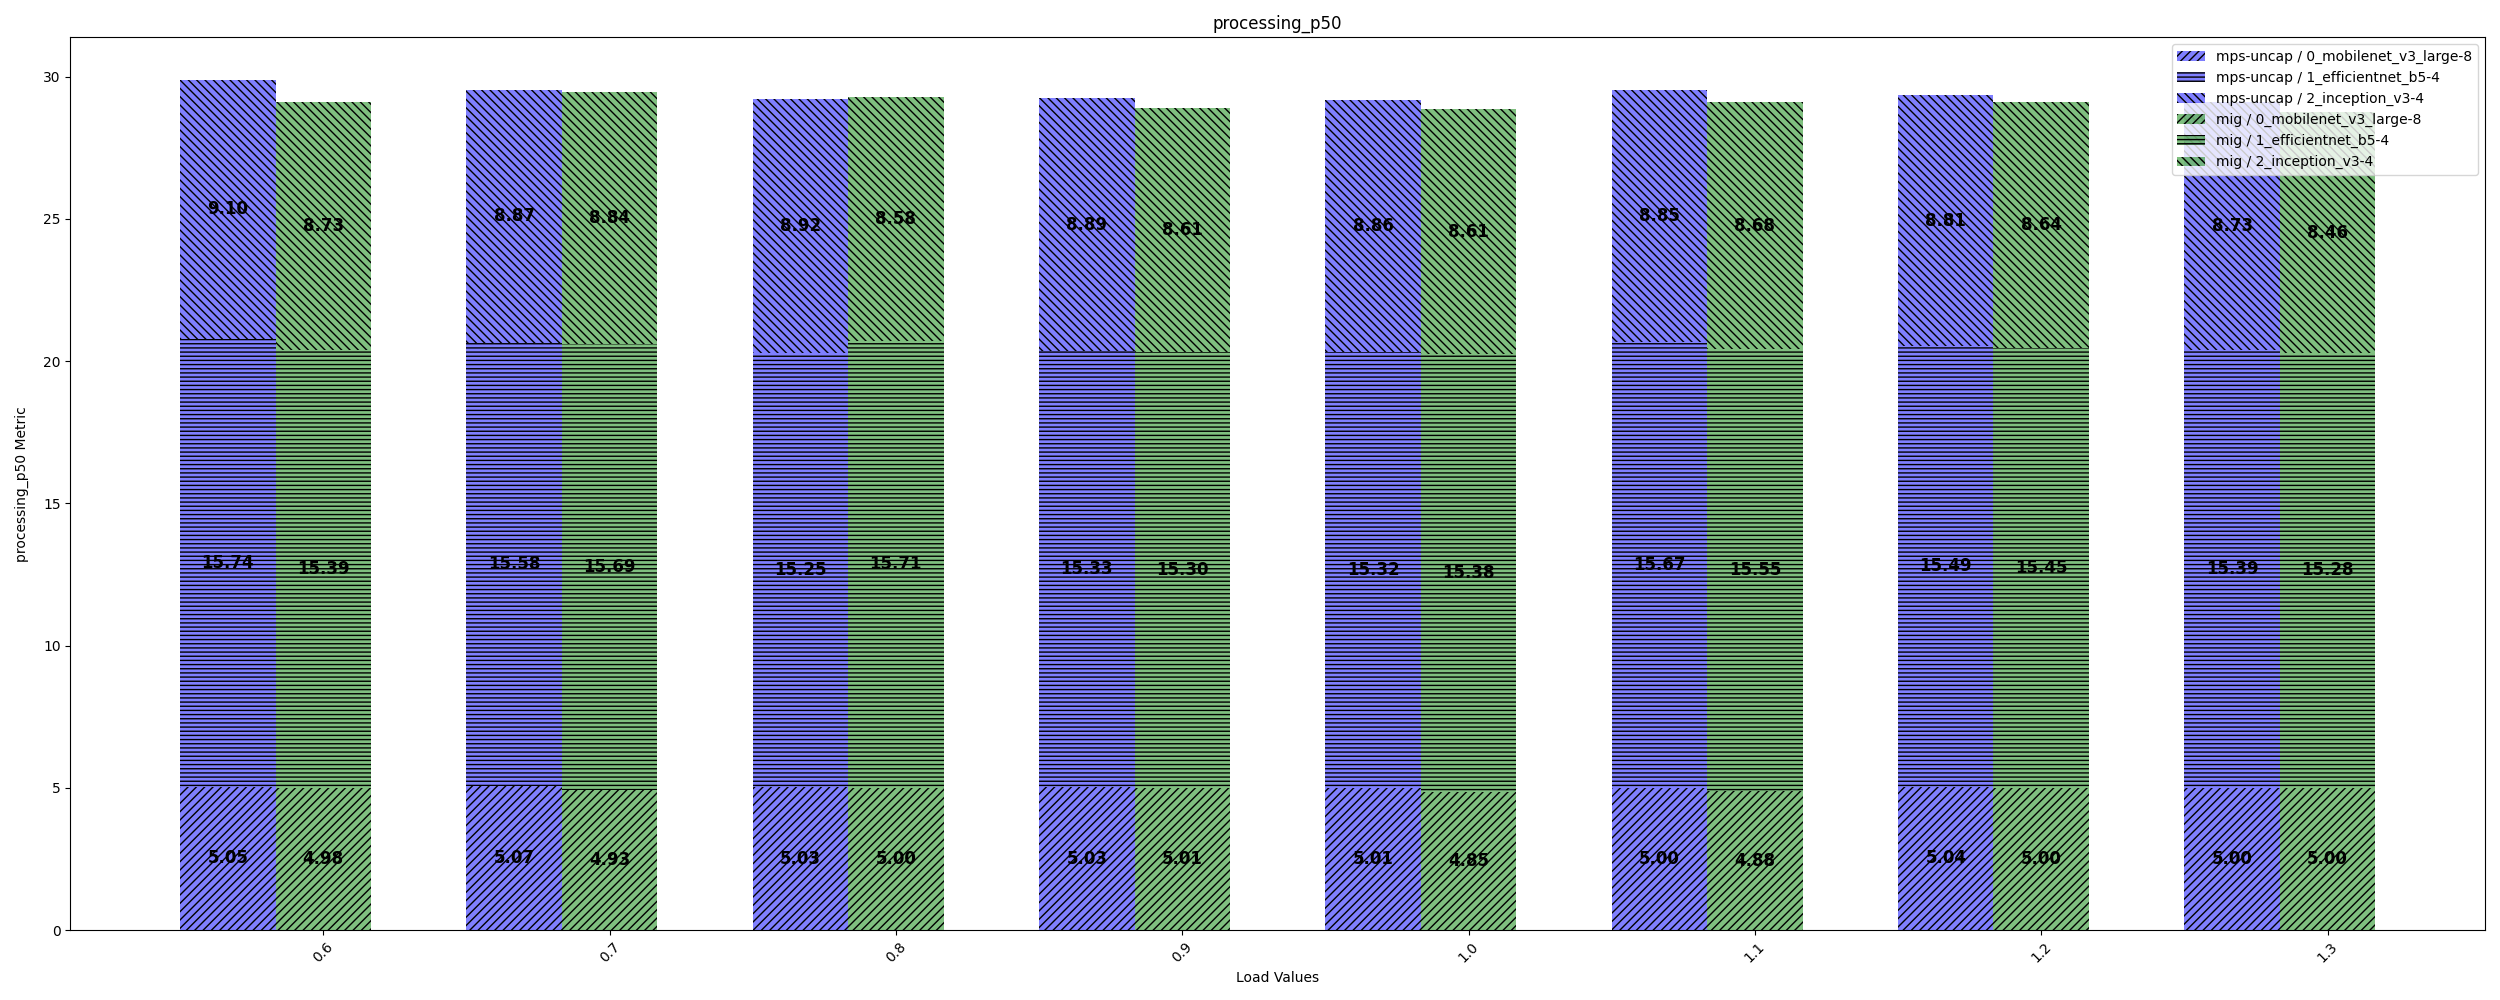 processing_p50
30
25
20
15
10
5
0
processing_p50 Metric
mps-uncap / 0_mobilenet_v3_large-8
mps-uncap / 1_efficientnet_b5-4
mps-uncap / 2_inception_v3-4
mig / 0_mobilenet_v3_large-8
mig / 1_efficientnet_b5-4
mig / 2_inception_v3-4
9.10 8.73 8.87 8.84 8.92 8.58 8.89 8.61 8.86 8.61 8.85 8.68 8.81 8.64 8.73 8.46
15.74 15.39 15.58 15.69 15.25 15.71 15.33 15.30 15.32 15.38 15.67 15.55 15.49 15.45 15.39 15.28
5.05 4.98 5.07 4.93 5.03 5.00 5.03 5.01 5.01 4.85 5.00 4.88 5.04 5.00 5.00 5.00
0.6 0.7 0.8 0.9 1.0 1.1 1.2 1.3
Load Values